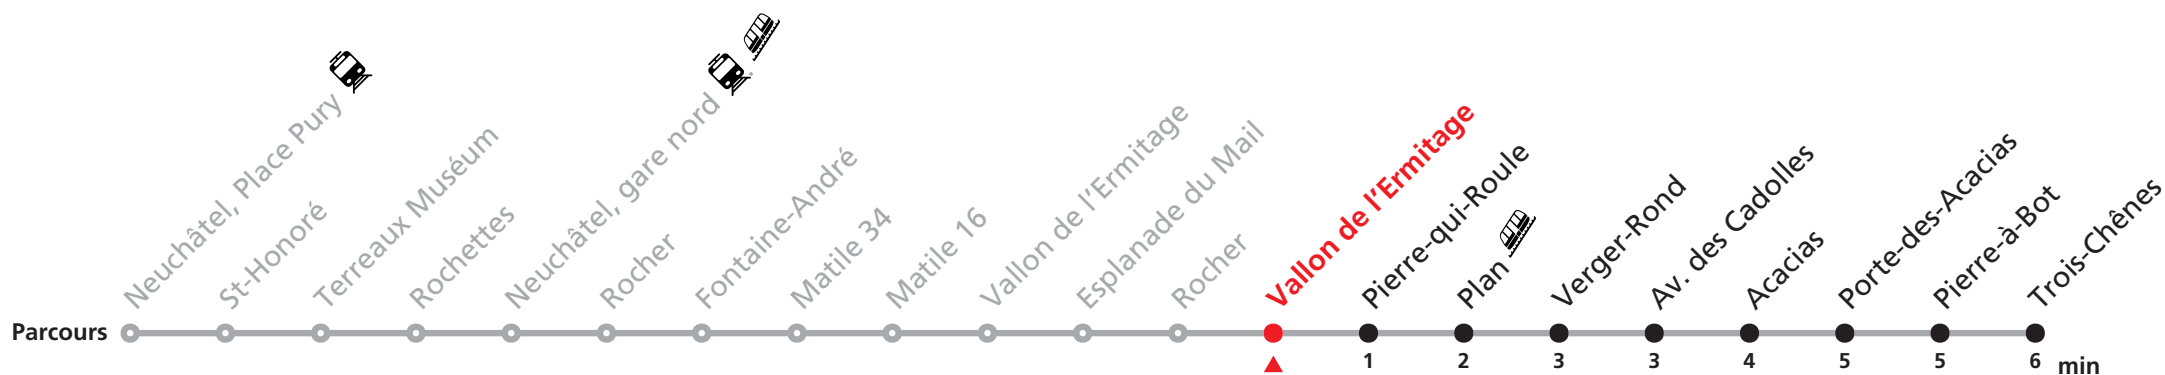 Neuchâtel, Place Pury
St-Honoré
Terreaux Muséum
Rochettes
Neuchâtel, gare nord
Rocher
Fontaine-André
Matile 34
Matile 16
Vallon de l'Ermitage
Esplanade du Mail
Rocher
Vallon de l'Ermitage
Pierre-qui-Roule
Plan
Verger-Rond
Av. des Cadolles
Acacias
Porte-des-Acacias
Pierre-à-Bot
Trois-Chênes
Parcours
1 2 3 3 4 5 5 6 min